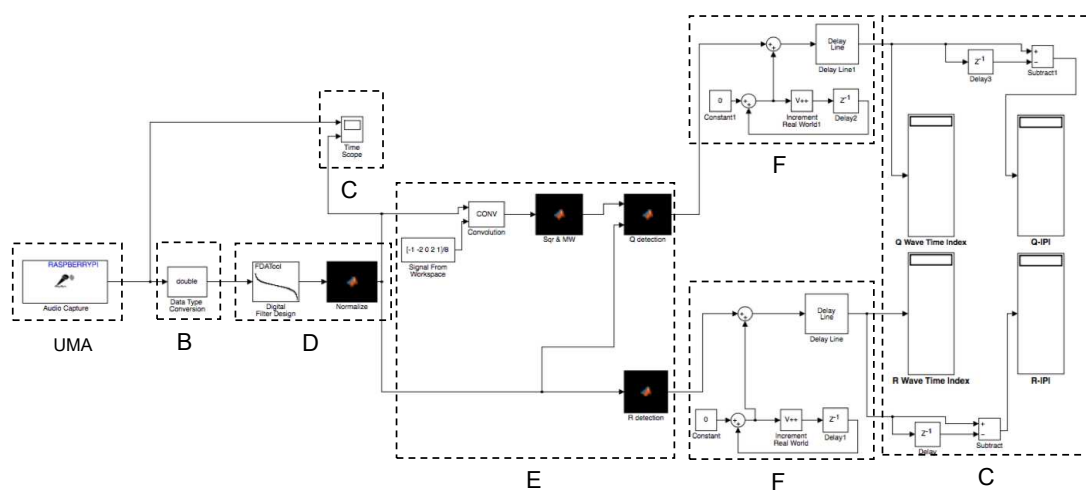 RASPBERRYPI
Audio Capture
UMA
double
Data Type
Conversion
B
FDATool
Digital
Filter Design
Normalize
D
Time
Scope
C
CONV
Convolution
[-1 -2 0 2 1]/8
Signal From
Workspace
Sqr & MW
Q detection
R detection
E
+
+
Delay
Line
Delay Line1
0
Constant1
+
+
V++
Increment
Real World1
Z-1
Delay2
F
+
+
Delay
Line
Delay Line
0
Constant
+
+
V++
Increment
Real World
Z-1
Delay1
F
Z-1
Delay3
+
−
Subtract1
Q Wave Time Index
Q-IPI
R Wave Time Index
R-IPI
Z-1
Delay
+
−
Subtract
C